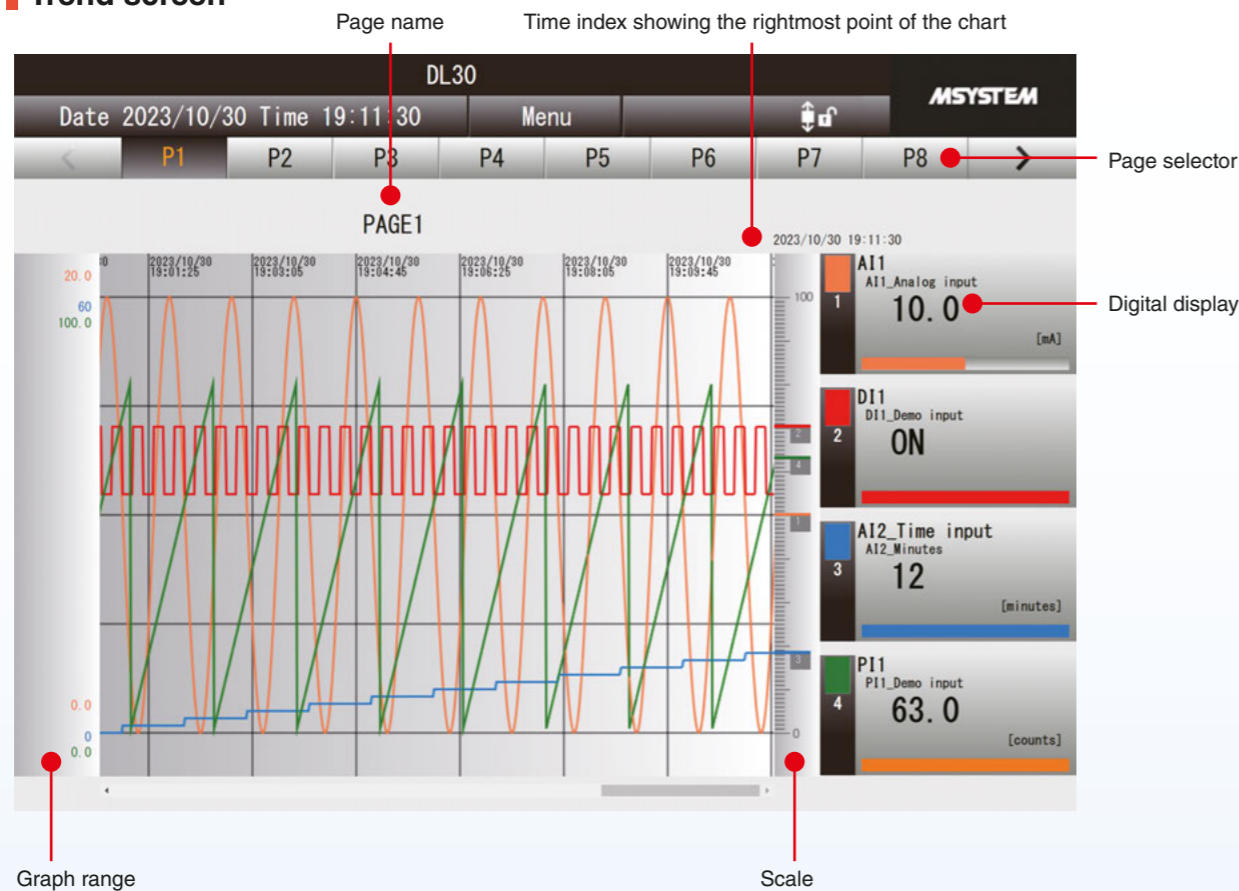 Trend screen
Page name
Time index showing the rightmost point of the chart
DL30
MSYSTEM
Date 2023/10/30 Time 19:11:30
Menu
< P1 P2 P3 P4 P5 P6 P7 P8 >
Page selector
PAGE1
2023/10/30 19:11:30
20.0
60
100.0
0
2023/10/30
19:01:25
2023/10/30
19:03:05
2023/10/30
19:04:45
2023/10/30
19:06:25
2023/10/30
19:08:05
2023/10/30
19:09:45
100
2
4
1
3
0
0.0
0
0.0
AI1
AI1_Analog input
1
10.0
[mA]
Digital display
DI1
DI1_Demo input
2
ON
AI2_Time input
AI2_Minutes
3
12
[minutes]
PI1
PI1_Demo input
4
63.0
[counts]
Graph range
Scale